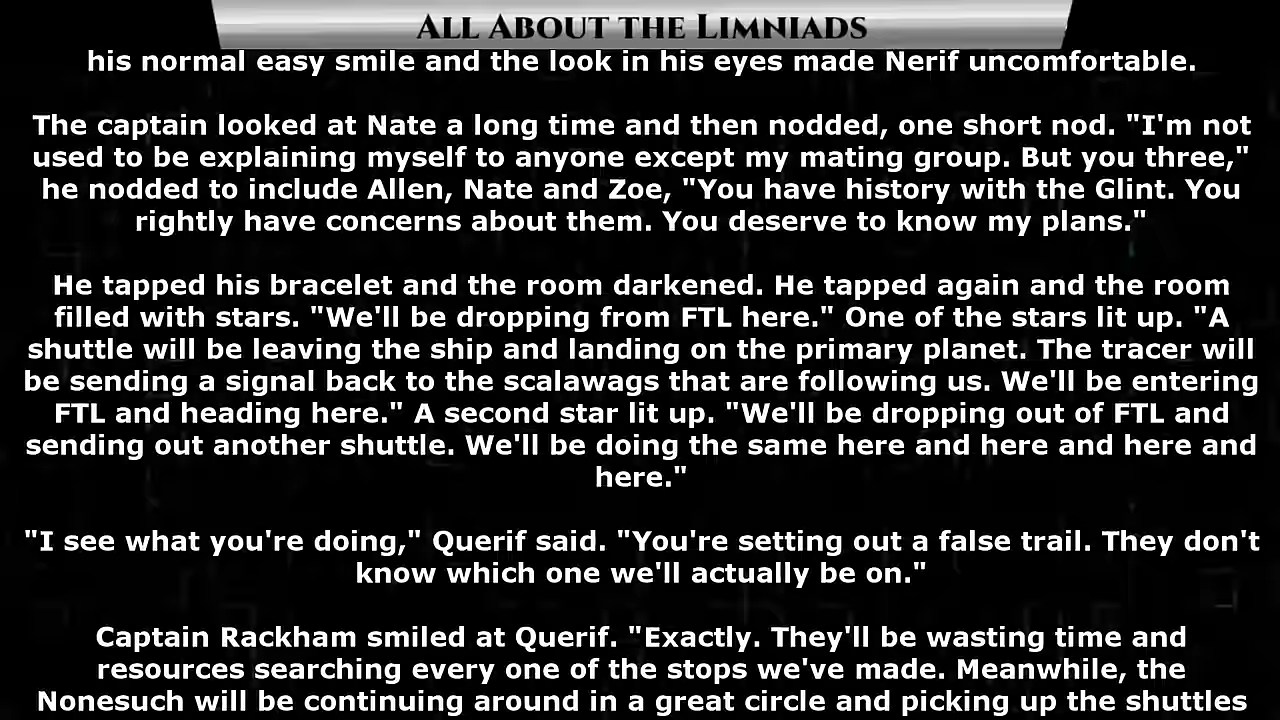 All About the Limniads
his normal easy smile and the look in his eyes made Nerif uncomfortable.
The captain looked at Nate a long time and then nodded, one short nod. "I'm not
used to be explaining myself to anyone except my mating group. But you three,"
he nodded to include Allen, Nate and Zoe, "You have history with the Glint. You
rightly have concerns about them. You deserve to know my plans."
He tapped his bracelet and the room darkened. He tapped again and the room
filled with stars. "We'll be dropping from FTL here." One of the stars lit up. "A
shuttle will be leaving the ship and landing on the primary planet. The tracer will
be sending a signal back to the scalawags that are following us. We'll be entering
FTL and heading here." A second star lit up. "We'll be dropping out of FTL and
sending out another shuttle. We'll be doing the same here and here and here and
here."
"I see what you're doing," Querif said. "You're setting out a false trail. They don't
know which one we'll actually be on."
Captain Rackham smiled at Querif. "Exactly. They'll be wasting time and
resources searching every one of the stops we've made. Meanwhile, the
Nonesuch will be continuing around in a great circle and picking up the shuttles